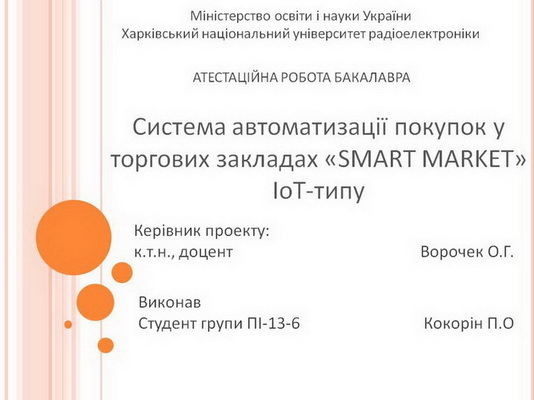 Міністерство освіти і науки України
Харківський національний університет радіоелектроніки
АТЕСТАЦІЙНА РОБОТА БАКАЛАВРА
Система автоматизації покупок у
торгових закладах «SMART MARKET»
IoT-типу
Керівник проекту:
к.т.н., доцент Ворочек О.Г.
Виконав
Студент групи ПІ-13-6 Кокорін П.О